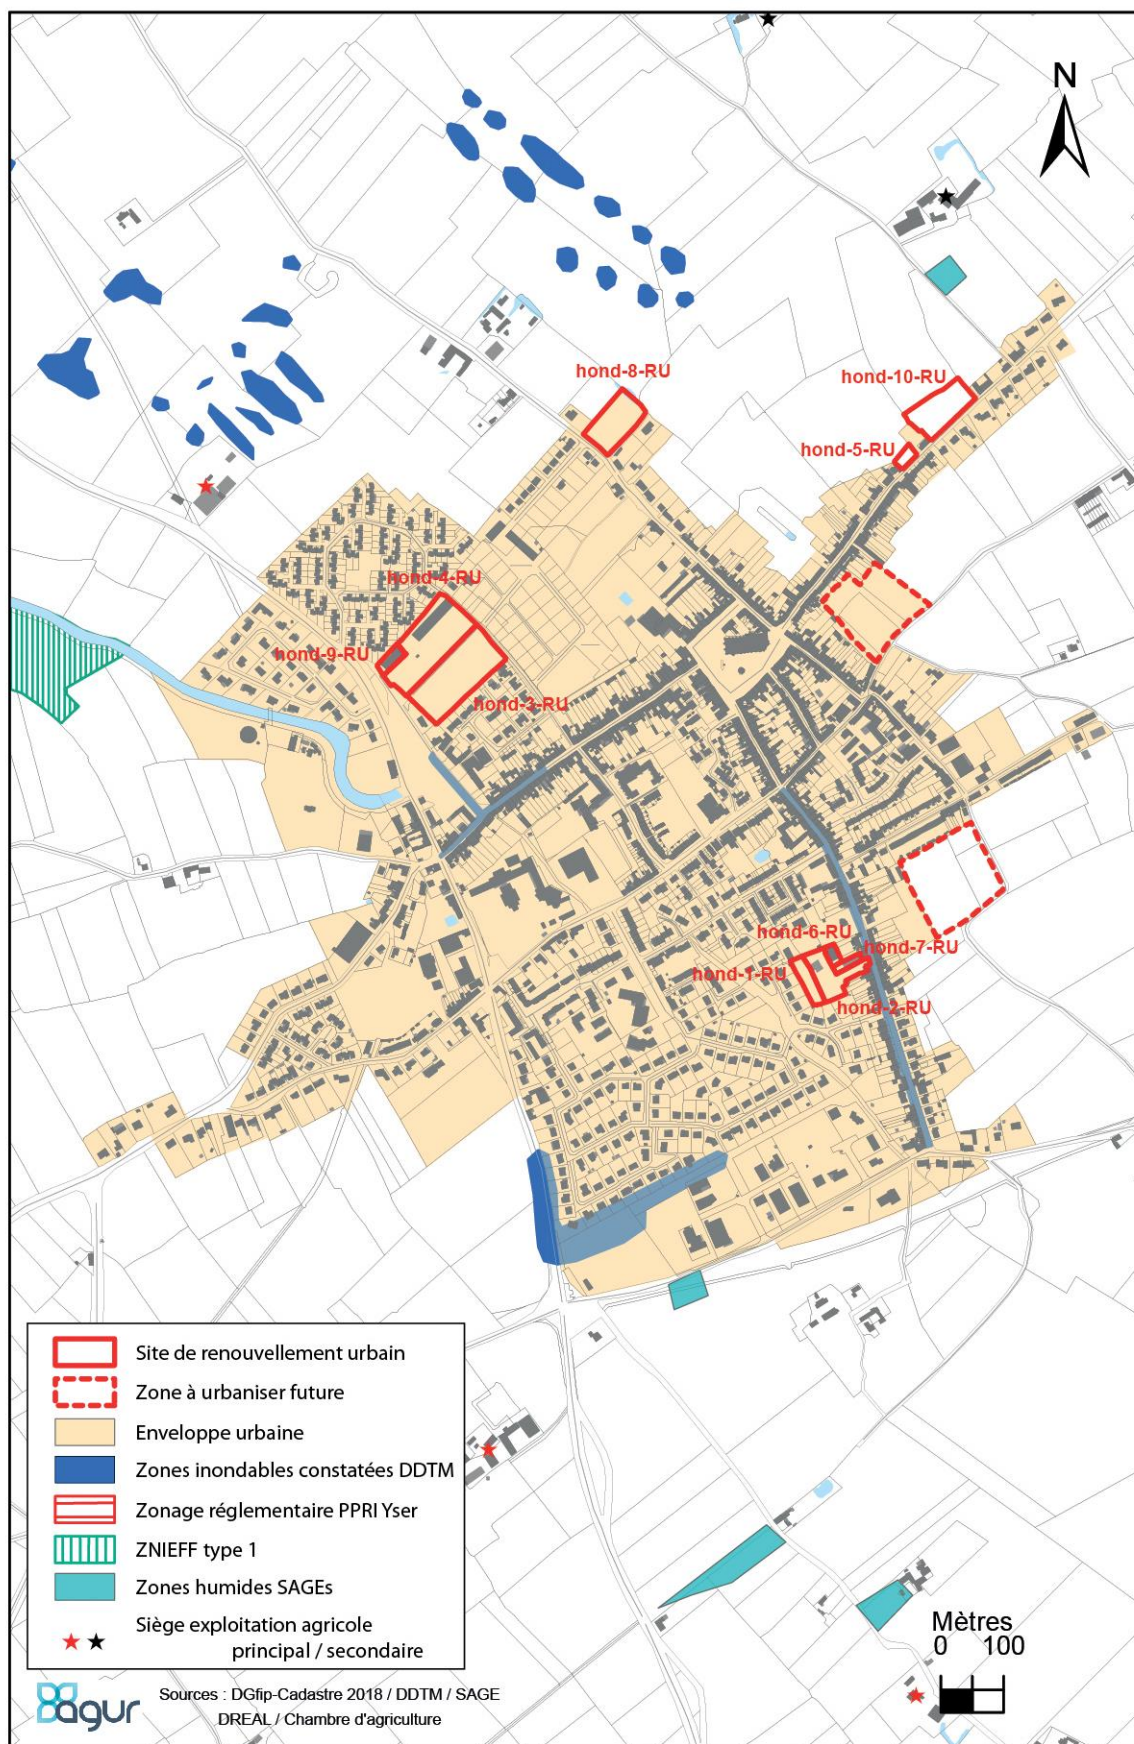 N
hond-8-RU
hond-10-RU
hond-5-RU
hond-4-RU
hond-9-RU
hond-3-RU
hond-6-RU
hond-7-RU
hond-1-RU
hond-2-RU
Site de renouvellement urbain
Zone à urbaniser future
Enveloppe urbaine
Zones inondables constatées DDTM
Zonage réglementaire PPRI Yser
ZNIEFF type 1
Zones humides SAGEs
Siège exploitation agricole
principal / secondaire
Mètres
0 100
agur
Sources : DGfip-Cadastre 2018 / DDTM / SAGE
DREAL / Chambre d'agriculture